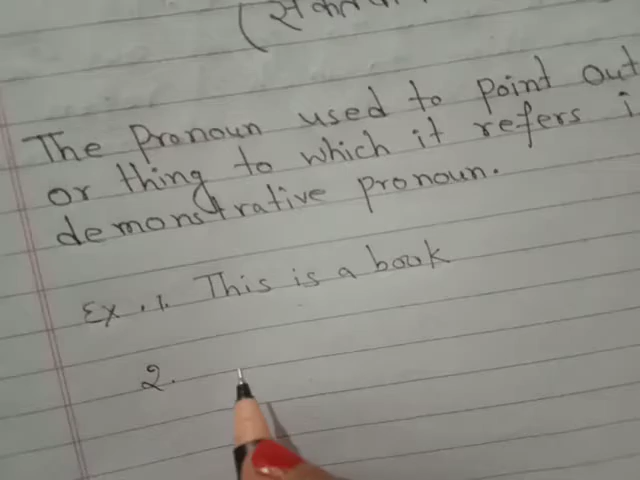 The Pronoun used to point out
or thing to which it refers i
demonstrative pronoun.
Ex. 1. This is a book
2.